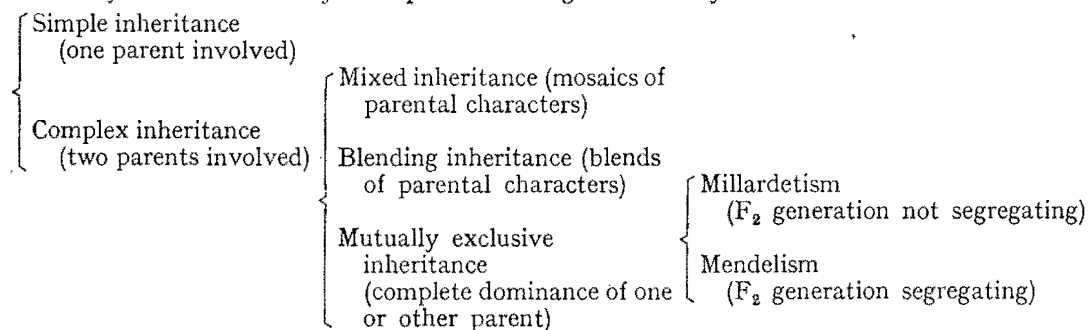 Simple inheritance
(one parent involved)
Complex inheritance
(two parents involved)
Mixed inheritance (mosaics of
parental characters)
Blending inheritance (blends
of parental characters)
Mutually exclusive
inheritance
(complete dominance of one
or other parent)
Millardetism
(F₂ generation not segregating)
Mendelism
(F₂ generation segregating)